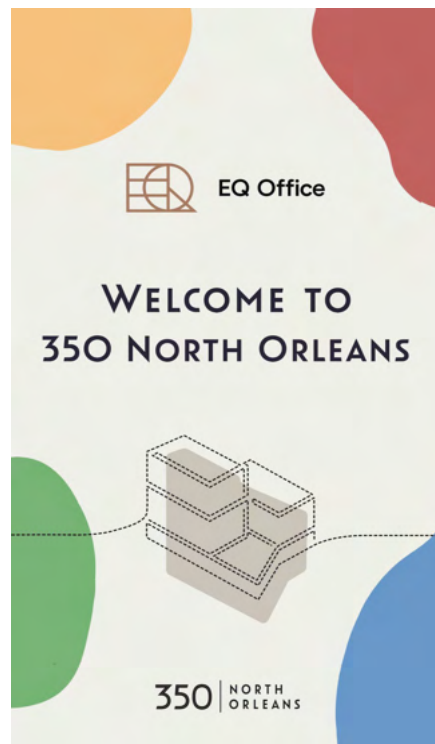 EQ Office
WELCOME TO
350 NORTH ORLEANS
350 | NORTH
ORLEANS